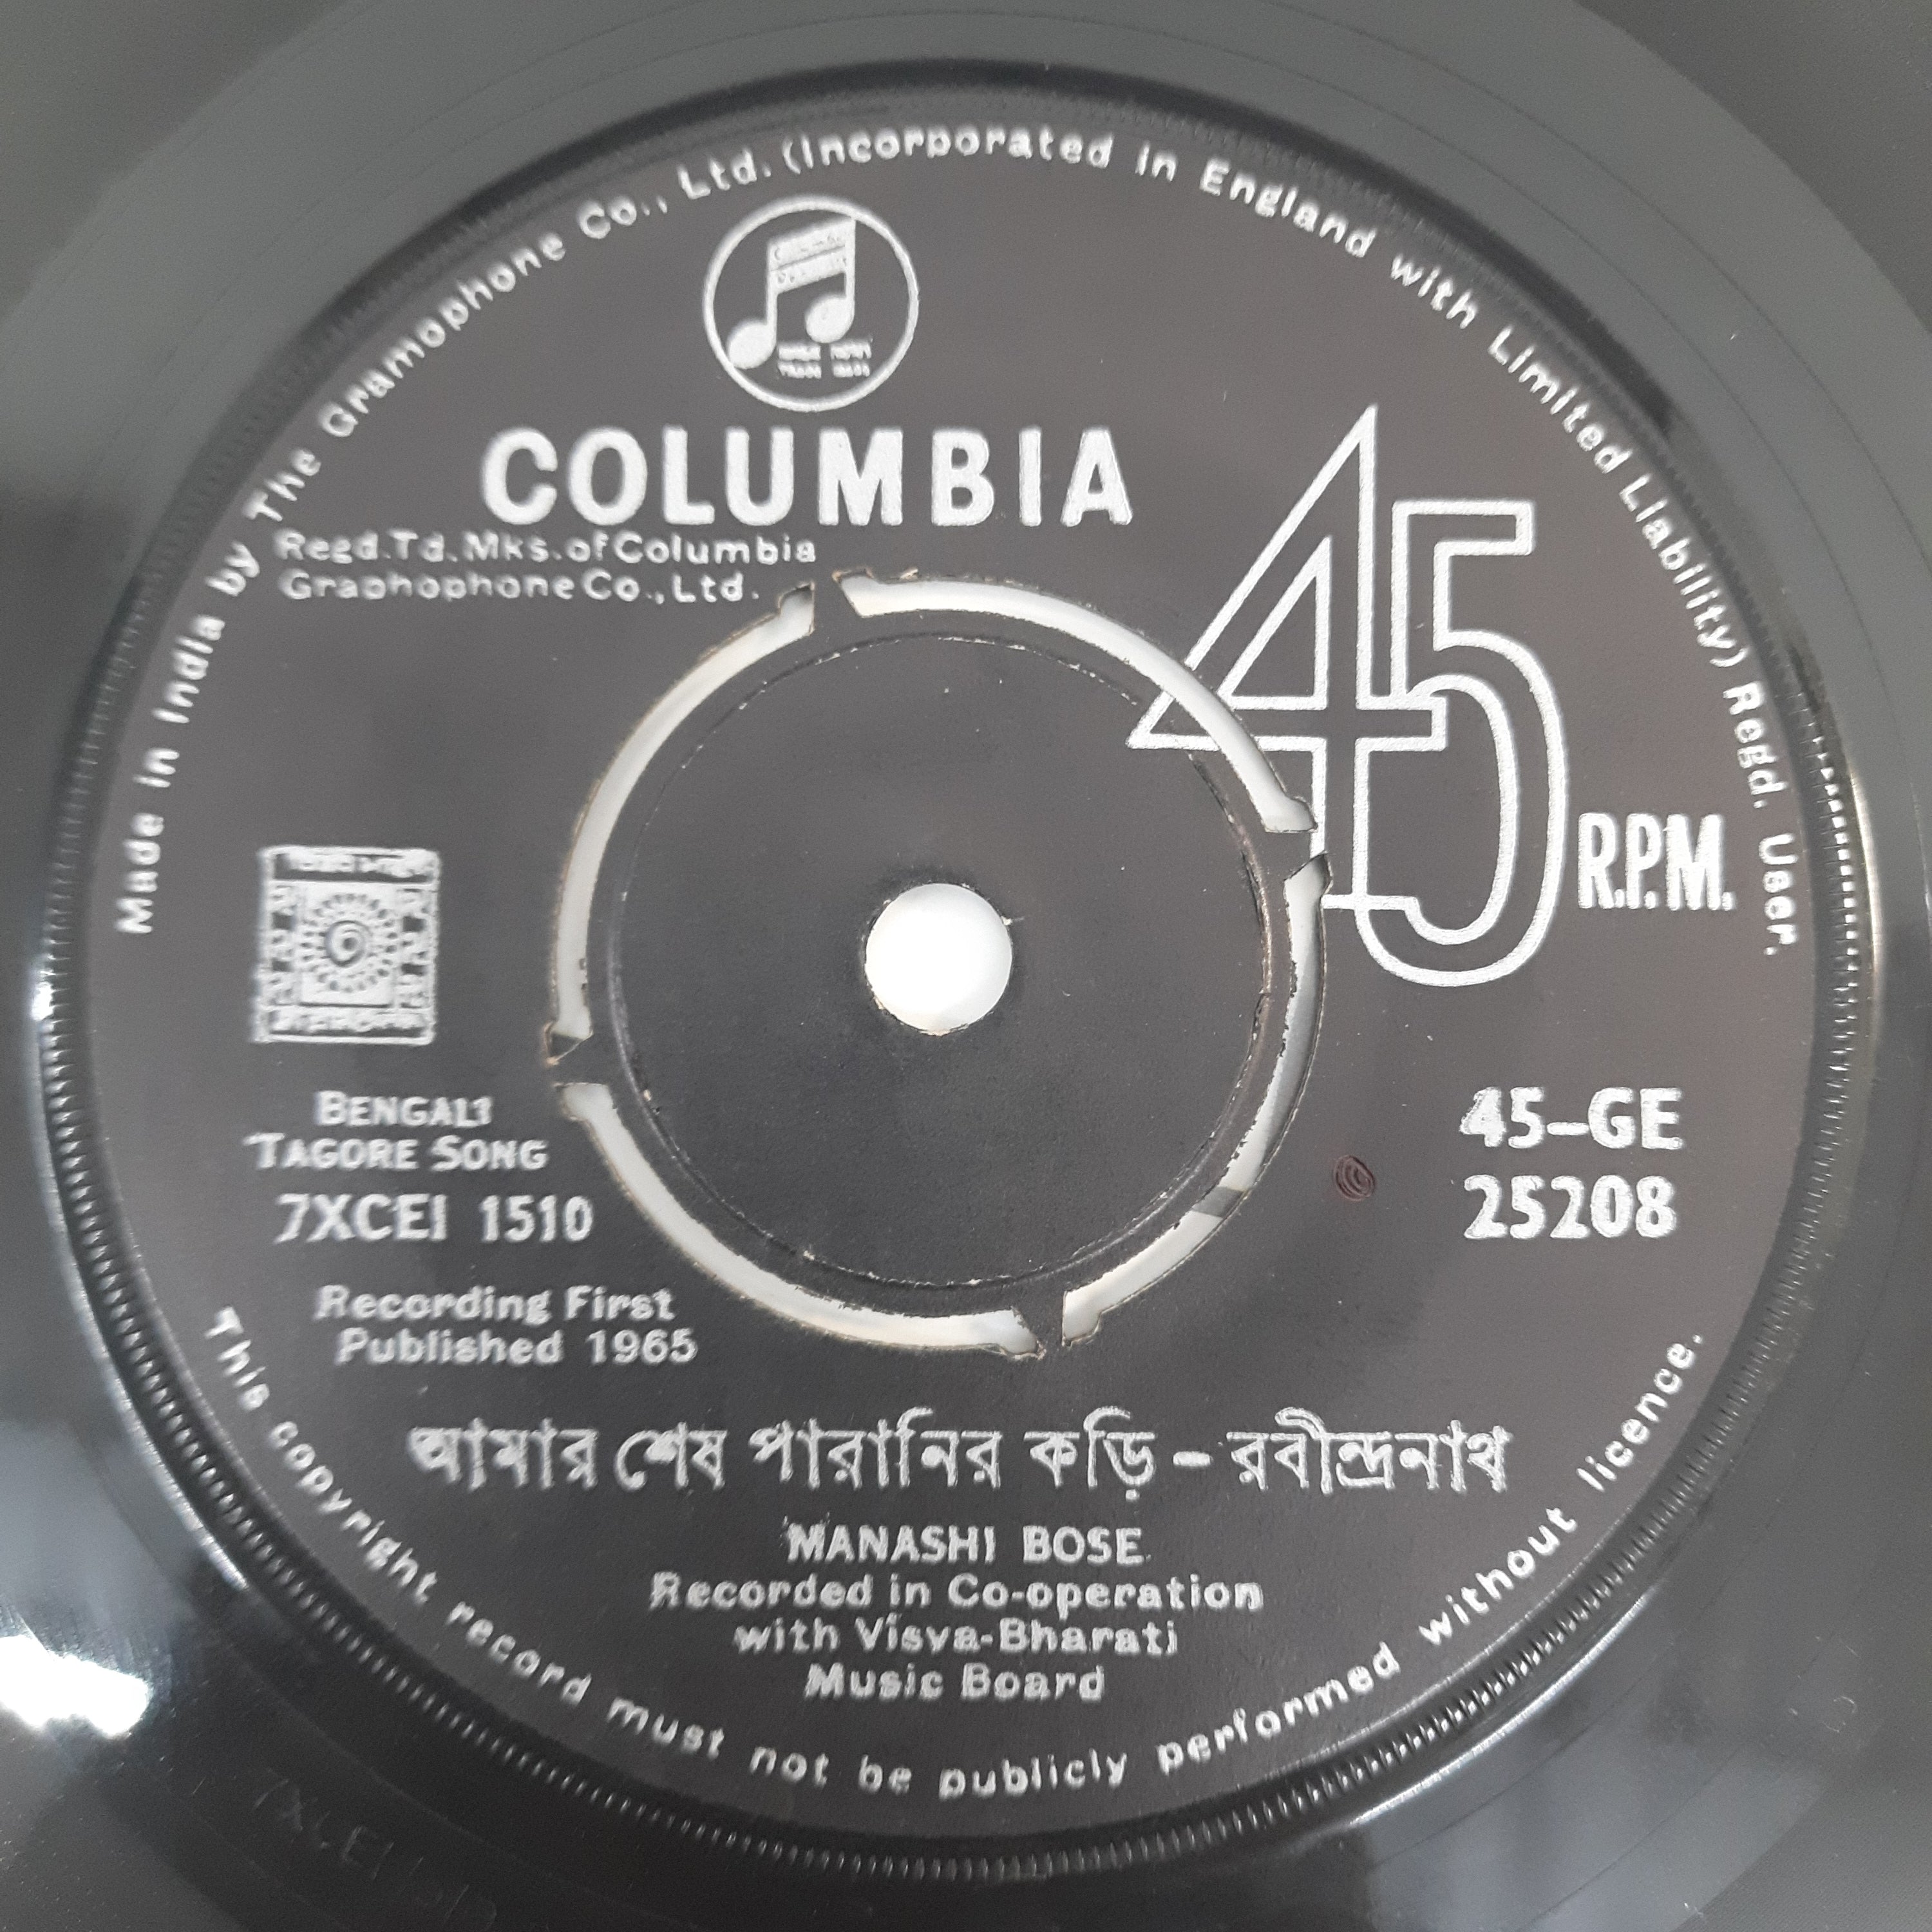 Made in India by The Gramophone Co., Ltd. (Incorporated in England with Limited Liability) Regd. User.
COLUMBIA
Regd. Td. Mks. of Columbia
Graphophone Co., Ltd.
45 R.P.M.
BENGALI
TAGORE SONG
7XCEI 1510
45-GE
25208
Recording First
Published 1965
আমার শেষ পারানির কড়ি - রবীন্দ্রনাথ
MANASHI BOSE
Recorded in Co-operation
with Visva-Bharati
Music Board
This copyright record must not be publicly performed without licence.